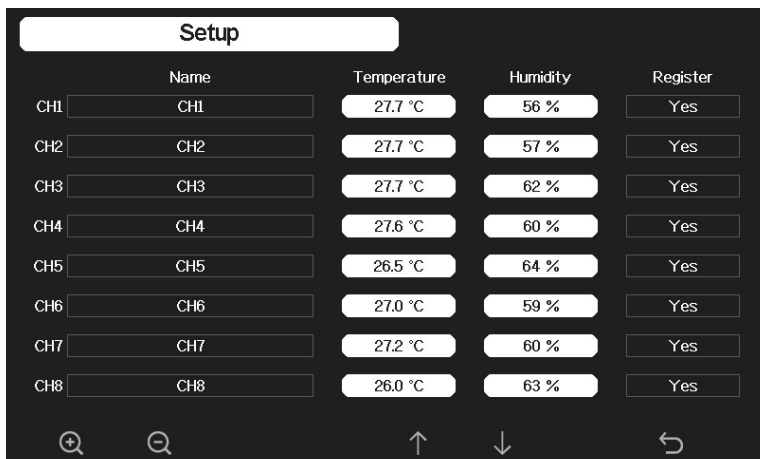 Setup
Name Temperature Humidity Register
CH1 CH1 27.7 °C 56 % Yes
CH2 CH2 27.7 °C 57 % Yes
CH3 CH3 27.7 °C 62 % Yes
CH4 CH4 27.6 °C 60 % Yes
CH5 CH5 26.5 °C 64 % Yes
CH6 CH6 27.0 °C 59 % Yes
CH7 CH7 27.2 °C 60 % Yes
CH8 CH8 26.0 °C 63 % Yes